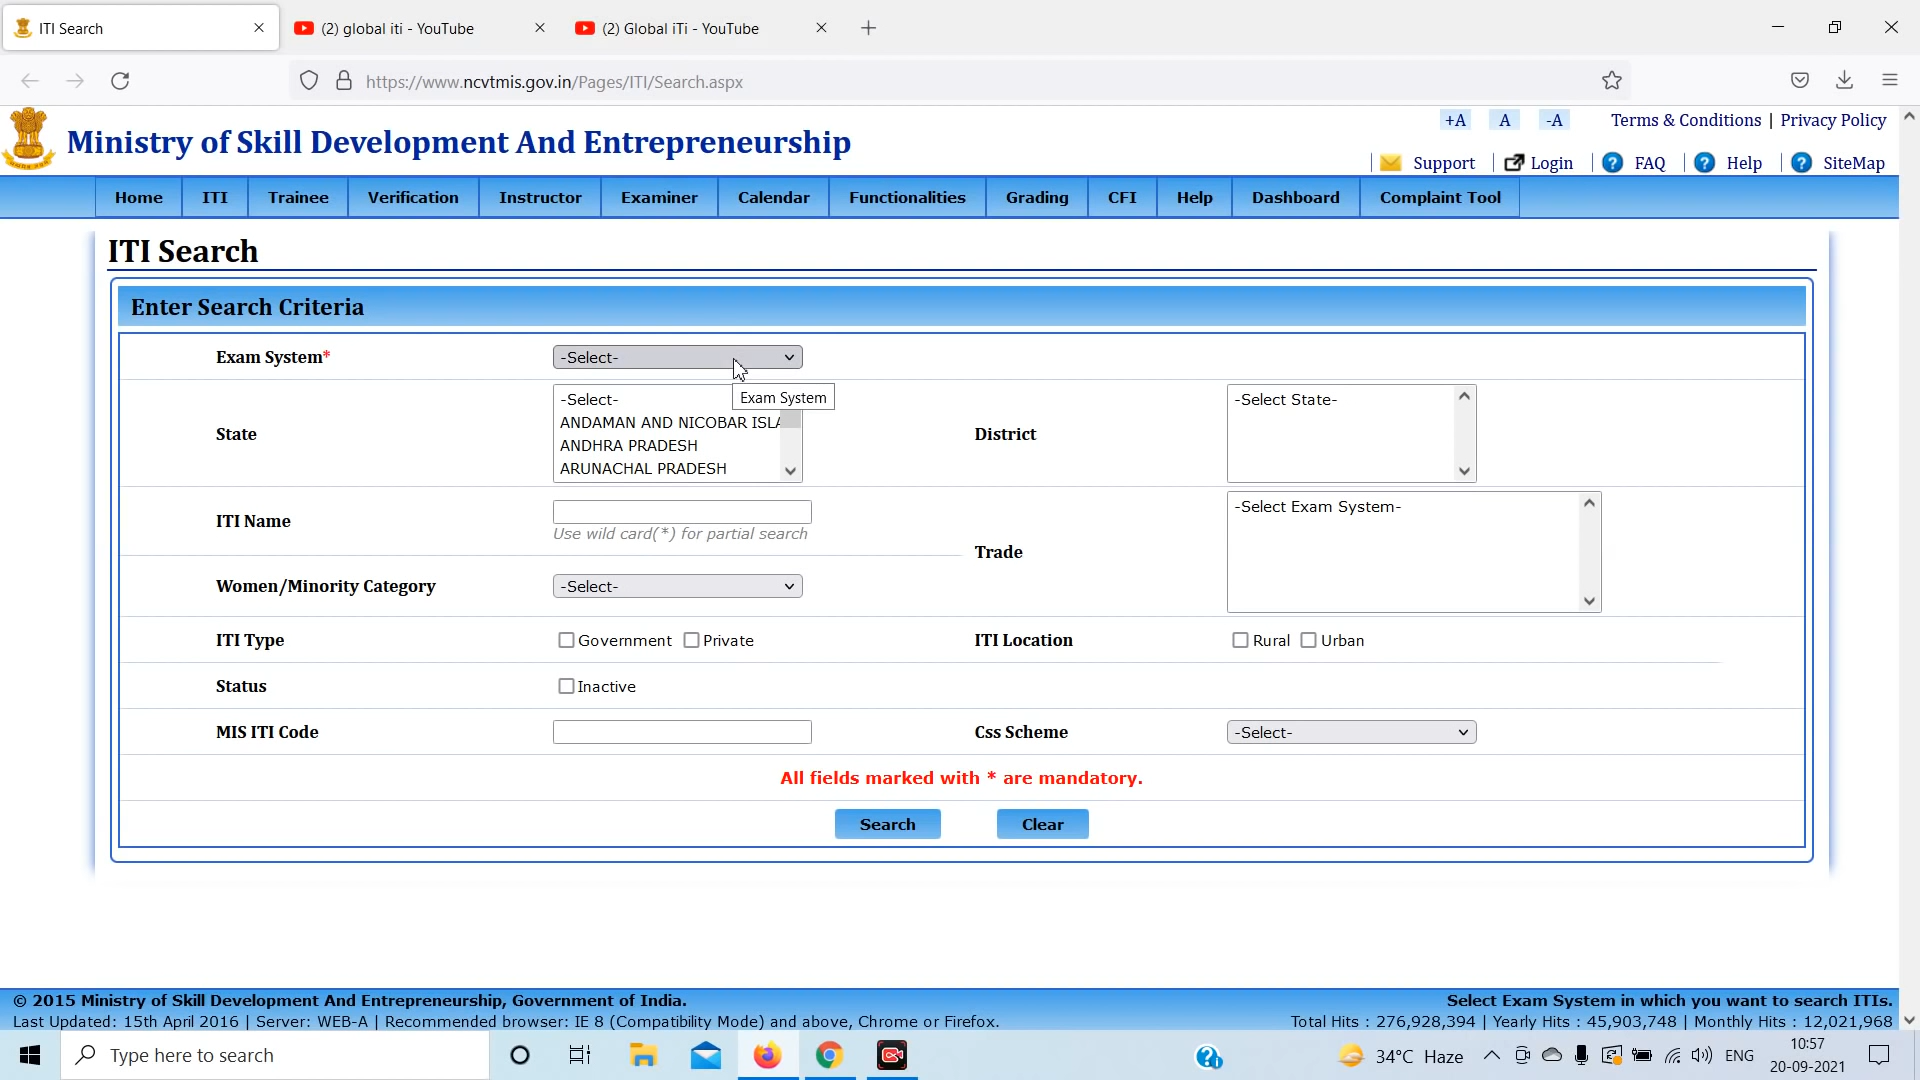 ITI Search
(2) global iti - YouTube
(2) Global iTi - YouTube
https://www.ncvtmis.gov.in/Pages/ITI/Search.aspx
+A A -A Terms & Conditions | Privacy Policy
Ministry of Skill Development And Entrepreneurship
Support Login FAQ Help SiteMap
Home ITI Trainee Verification Instructor Examiner Calendar Functionalities Grading CFI Help Dashboard Complaint Tool
ITI Search
Enter Search Criteria
Exam System* -Select-
Exam System
State
-Select-
ANDAMAN AND NICOBAR ISLA
ANDHRA PRADESH
ARUNACHAL PRADESH
District
-Select State-
ITI Name
Use wild card(*) for partial search
Trade
-Select Exam System-
Women/Minority Category -Select-
ITI Type Government Private ITI Location Rural Urban
Status Inactive
MIS ITI Code Css Scheme -Select-
All fields marked with * are mandatory.
Search Clear
© 2015 Ministry of Skill Development And Entrepreneurship, Government of India. Select Exam System in which you want to search ITIs.
Last Updated: 15th April 2016 | Server: WEB-A | Recommended browser: IE 8 (Compatibility Mode) and above, Chrome or Firefox. Total Hits : 276,928,394 | Yearly Hits : 45,903,748 | Monthly Hits : 12,021,968
Type here to search
34°C Haze
ENG
10:57
20-09-2021